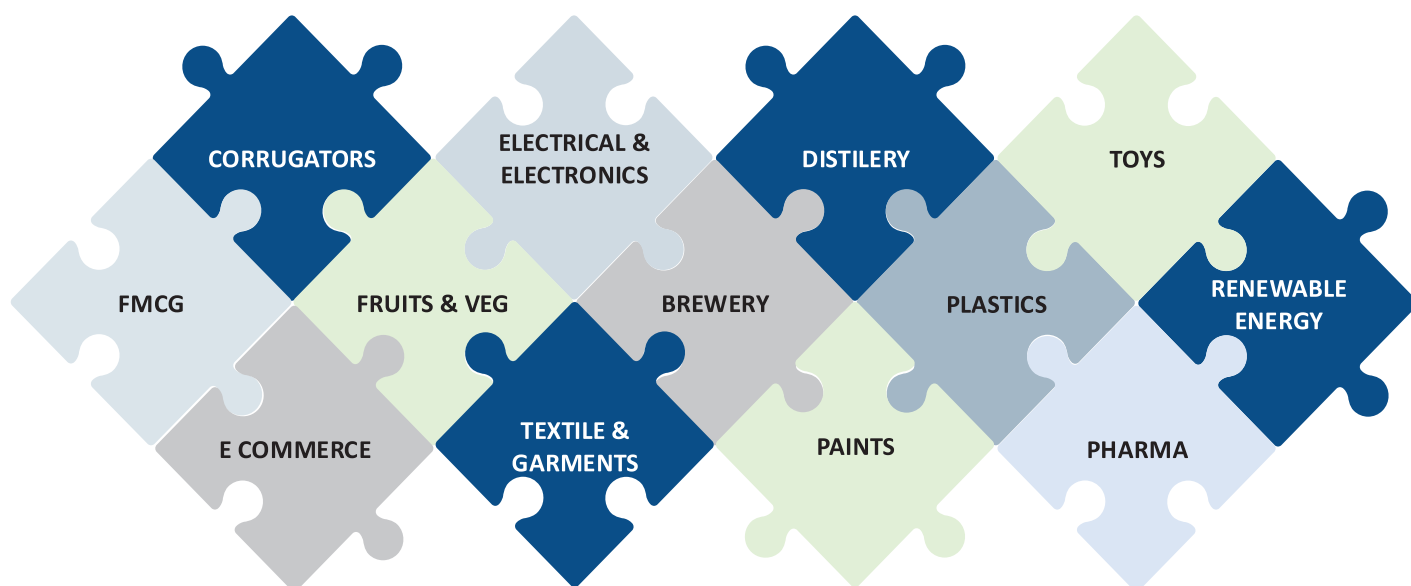 CORRUGATORS
ELECTRICAL &
ELECTRONICS
DISTILERY
TOYS
FMCG
FRUITS & VEG
BREWERY
PLASTICS
RENEWABLE
ENERGY
E COMMERCE
TEXTILE &
GARMENTS
PAINTS
PHARMA